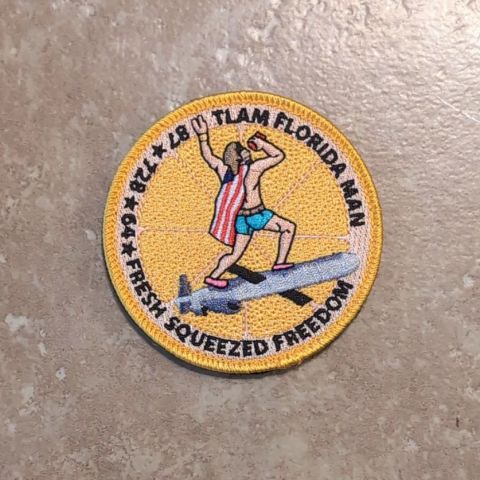 TLAM FLORIDA MAN
FRESH SQUEEZED FREEDOM
64★728★87